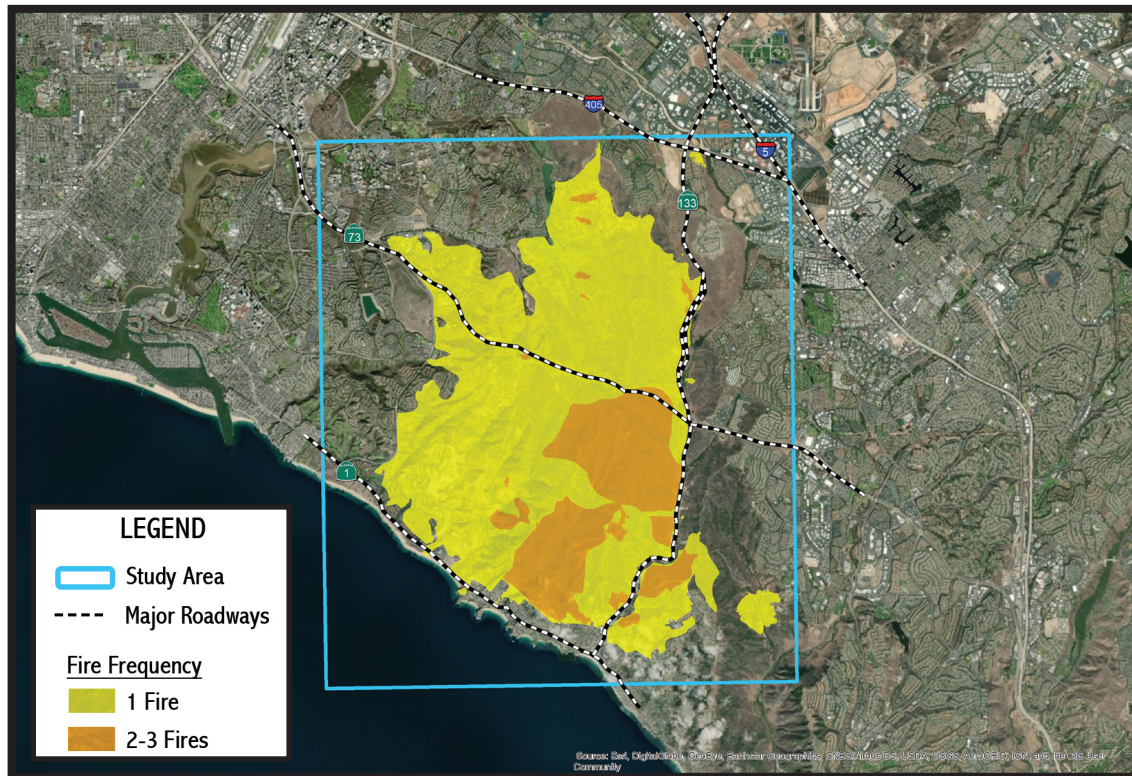 405
5
133
73
1
LEGEND
Study Area
Major Roadways
Fire Frequency
1 Fire
2-3 Fires
Source: Esri, DigitalGlobe, GeoEye, Earthstar Geographics, CNES/Airbus DS, USDA, USGS, AeroGRID, IGN, and the GIS User
Community